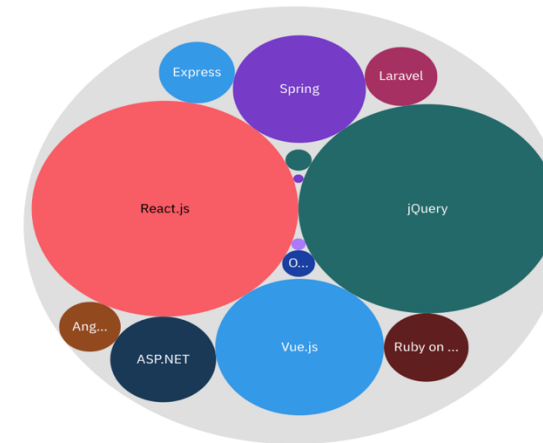 Express
Spring
Laravel
React.js
jQuery
O...
Ang...
ASP.NET
Vue.js
Ruby on ...